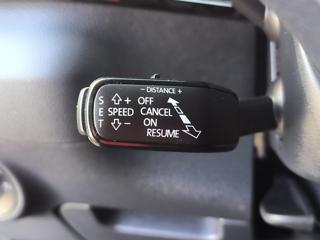 - DISTANCE +
S + OFF
E SPEED CANCEL
T - ON
RESUME